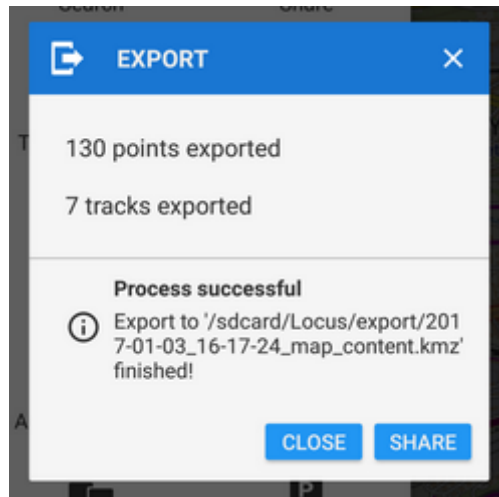 EXPORT
130 points exported
7 tracks exported
Process successful
Export to '/sdcard/Locus/export/201
7-01-03_16-17-24_map_content.kmz'
finished!
CLOSE SHARE